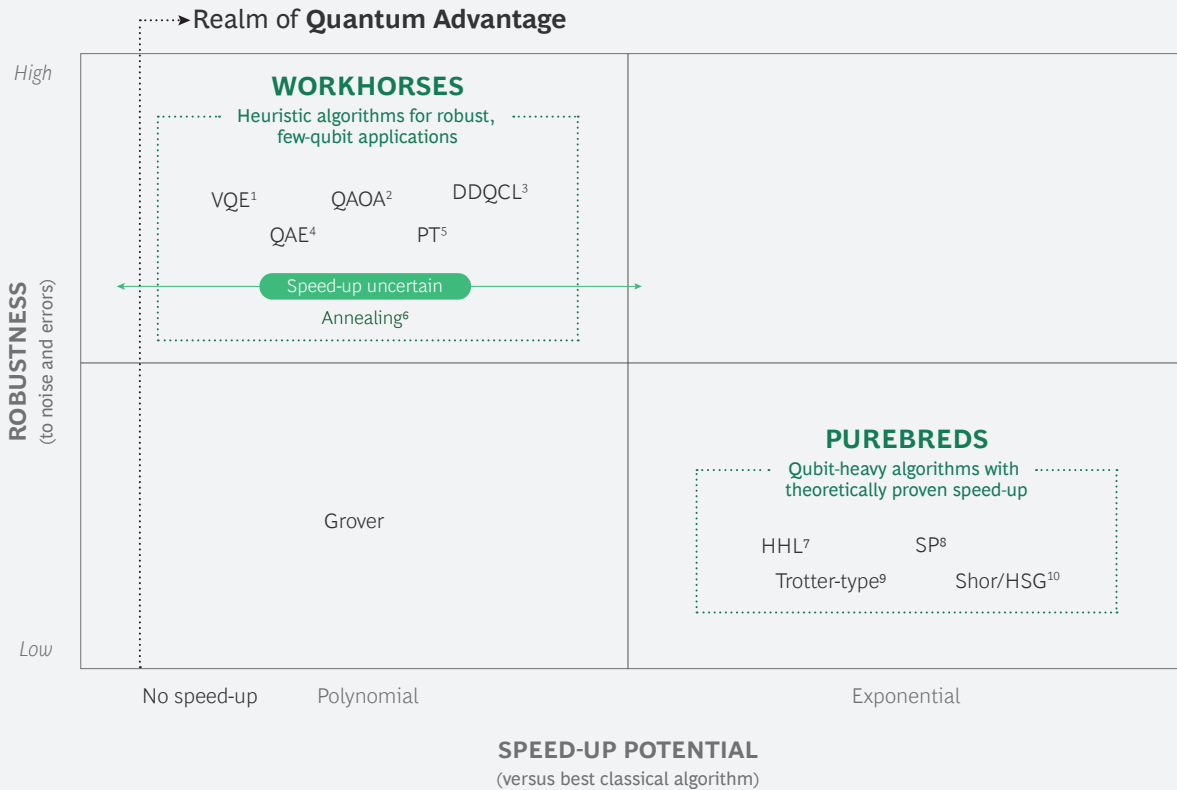 Realm of Quantum Advantage
High
WORKHORSES
Heuristic algorithms for robust,
few-qubit applications
VQE¹
QAOA²
DDQCL³
QAE⁴
PT⁵
Speed-up uncertain
Annealing⁶
ROBUSTNESS
(to noise and errors)
PUREBREDS
Qubit-heavy algorithms with
theoretically proven speed-up
Grover
HHL⁷
SP⁸
Trotter-type⁹
Shor/HSG¹⁰
Low
No speed-up
Polynomial
Exponential
SPEED-UP POTENTIAL
(versus best classical algorithm)